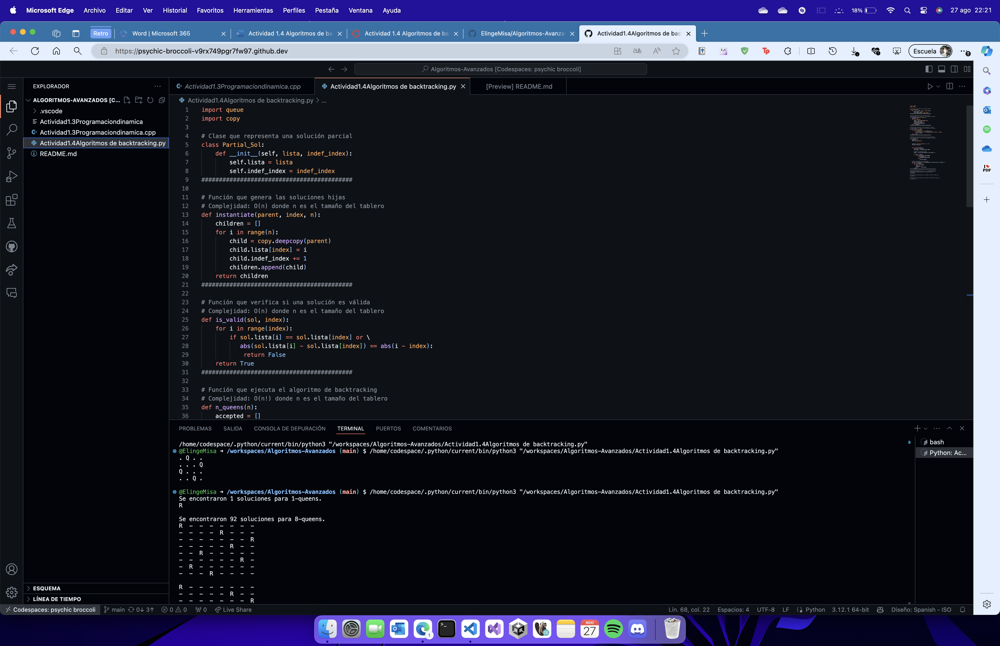 Microsoft Edge Archivo Editar Ver Historial Favoritos Herramientas Perfiles Pestaña Ventana Ayuda 18% 27 ago 22:21
Retro Word | Microsoft 365 Actividad 1.4 Algoritmos de ba Actividad 1.4 Algoritmos de ba ElingeMisa/Algoritmos-Avanza Actividad1.4Algoritmos de bac
https://psychic-broccoli-v9rx749pgr7fw97.github.dev Escuela
Algoritmos-Avanzados [Codespaces: psychic broccoli]
EXPLORADOR
ALGORITMOS-AVANZADOS [C...
.vscode
Actividad1.3Programaciondinamica
Actividad1.3Programaciondinamica.cpp
Actividad1.4Algoritmos de backtracking.py
README.md
ESQUEMA
LÍNEA DE TIEMPO
Actividad1.3Programaciondinamica.cpp Actividad1.4Algoritmos de backtracking.py [Preview] README.md
Actividad1.4Algoritmos de backtracking.py > ...
1 import queue
2 import copy
3
4 # Clase que representa una solución parcial
5 class Partial_Sol:
6 def __init__(self, lista, indef_index):
7 self.lista = lista
8 self.indef_index = indef_index
9 ###########################################
10
11 # Función que genera las soluciones hijas
12 # Complejidad: O(n) donde n es el tamaño del tablero
13 def instantiate(parent, index, n):
14 children = []
15 for i in range(n):
16 child = copy.deepcopy(parent)
17 child.lista[index] = i
18 child.indef_index += 1
19 children.append(child)
20 return children
21 ###########################################
22
23 # Función que verifica si una solución es válida
24 # Complejidad: O(n) donde n es el tamaño del tablero
25 def is_valid(sol, index):
26 for i in range(index):
27 if sol.lista[i] == sol.lista[index] or \
28 abs(sol.lista[i] - sol.lista[index]) == abs(i - index):
29 return False
30 return True
31 ###########################################
32
33 # Función que ejecuta el algoritmo de backtracking
34 # Complejidad: O(n!) donde n es el tamaño del tablero
35 def n_queens(n):
36 accepted = []
PROBLEMAS SALIDA CONSOLA DE DEPURACIÓN TERMINAL PUERTOS COMENTARIOS
/home/codespace/.python/current/bin/python3 "/workspaces/Algoritmos-Avanzados/Actividad1.4Algoritmos de backtracking.py"
@ElingeMisa ➜ /workspaces/Algoritmos-Avanzados (main) $ /home/codespace/.python/current/bin/python3 "/workspaces/Algoritmos-Avanzados/Actividad1.4Algoritmos de backtracking.py"
. Q . .
. . . Q
Q . . .
. . Q .
@ElingeMisa ➜ /workspaces/Algoritmos-Avanzados (main) $ /home/codespace/.python/current/bin/python3 "/workspaces/Algoritmos-Avanzados/Actividad1.4Algoritmos de backtracking.py"
Se encontraron 1 soluciones para 1-queens.
R
Se encontraron 92 soluciones para 8-queens.
R - - - - - - -
- - - - R - - -
- - - - - - - R
- - - - - R - -
- - R - - - - -
- - - - - - R -
- R - - - - - -
- - - R - - - -
R - - - - - - -
- - - - - R - -
- - - - - - - R
bash
Python: Ac...
Codespaces: psychic broccoli main 0↓ 3↑ 0 0 0 Live Share Lín. 68, col. 22 Espacios: 4 UTF-8 LF Python 3.12.1 64-bit Diseño: Spanish - ISO
AGO
27